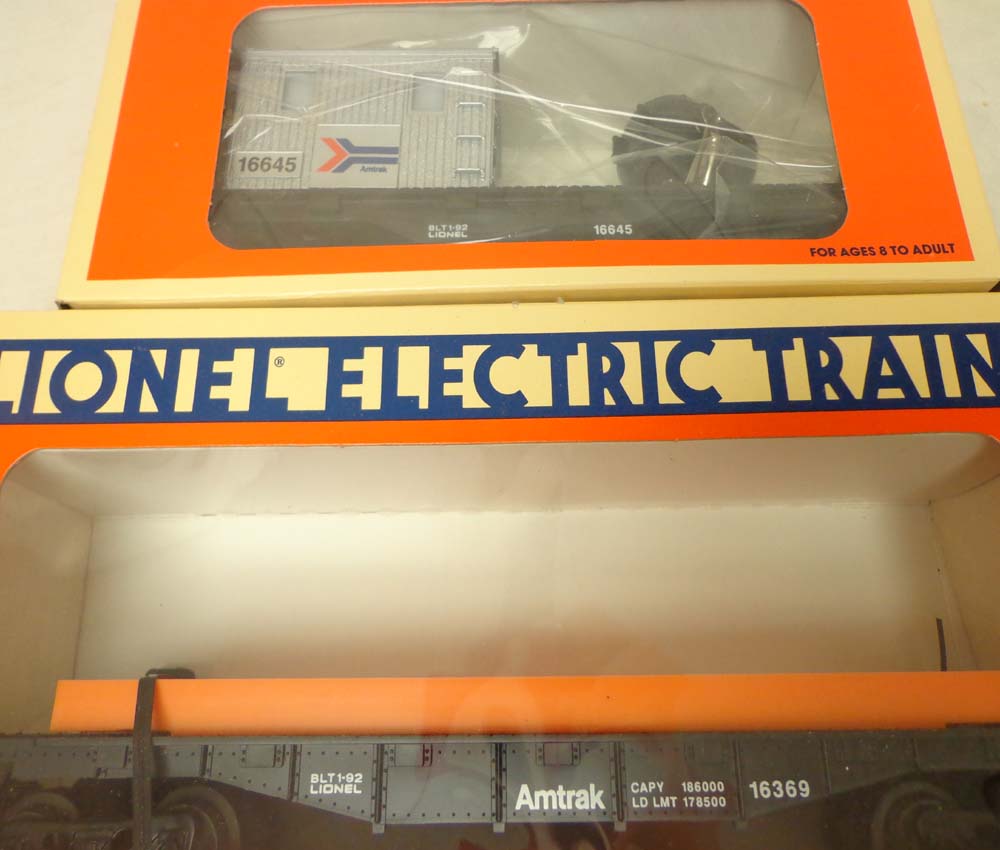 16645
Amtrak
BLT 1-92
LIONEL
16645
FOR AGES 8 TO ADULT
LIONEL® ELECTRIC TRAIN
BLT 1-92
LIONEL
Amtrak
CAPY 186000
LD LMT 178500
16369